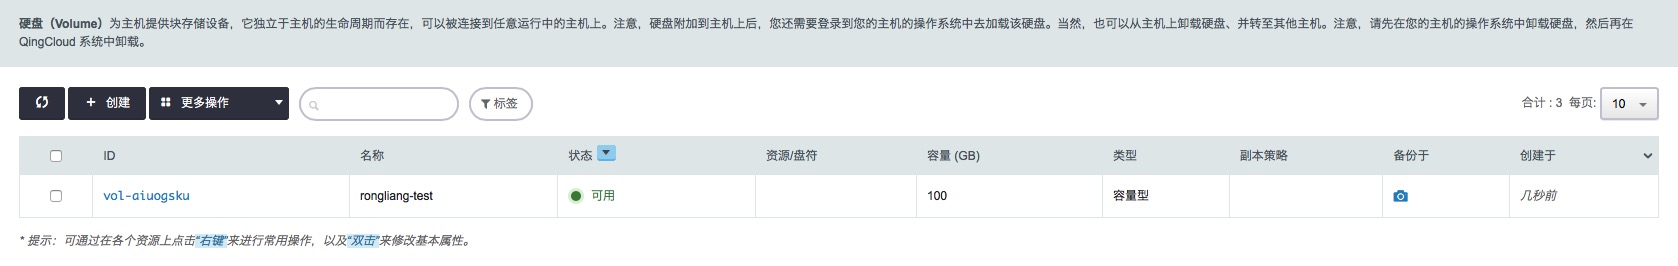 硬盘（Volume）为主机提供块存储设备，它独立于主机的生命周期而存在，可以被连接到任意运行中的主机上。注意，硬盘附加到主机上后，您还需要登录到您的主机的操作系统中去加载该硬盘。当然，也可以从主机上卸载硬盘、并转至其他主机。注意，请先在您的主机的操作系统中卸载硬盘，然后再在
QingCloud 系统中卸载。
+ 创建 更多操作 标签 合计 : 3 每页: 10
ID 名称 状态 资源/盘符 容量 (GB) 类型 副本策略 备份于 创建于
vol-aiuogsku rongliang-test 可用 100 容量型 几秒前
* 提示：可通过在各个资源上点击“右键”来进行常用操作，以及“双击”来修改基本属性。